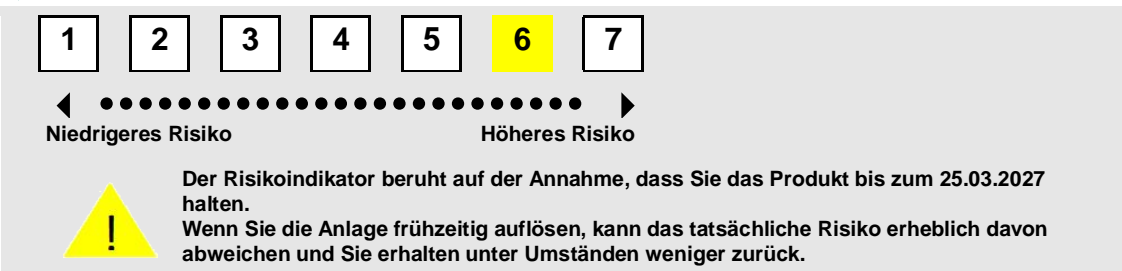 1 2 3 4 5 6 7
Niedrigeres Risiko Höheres Risiko
Der Risikoindikator beruht auf der Annahme, dass Sie das Produkt bis zum 25.03.2027
halten.
Wenn Sie die Anlage frühzeitig auflösen, kann das tatsächliche Risiko erheblich davon
abweichen und Sie erhalten unter Umständen weniger zurück.
!